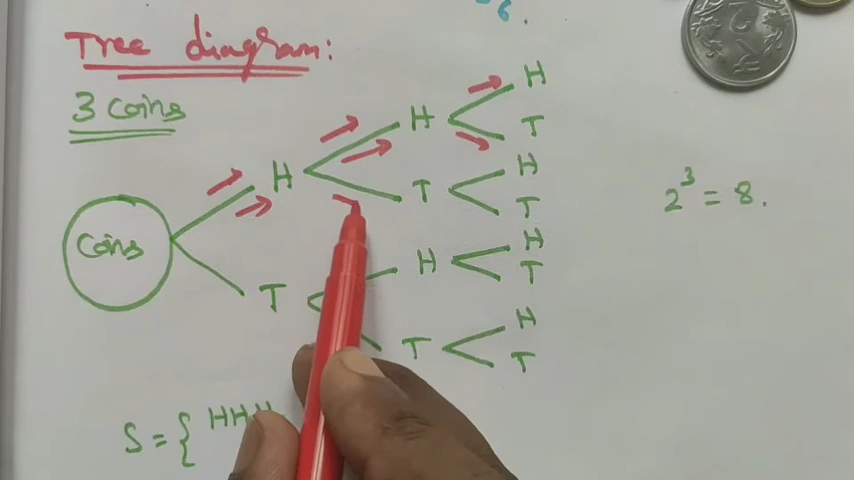 Tree diagram:
3 Coins
Coins
H
T
H
T
H
T
H
T
H
T
H
T
H
T
2³ = 8.
S = { HHH